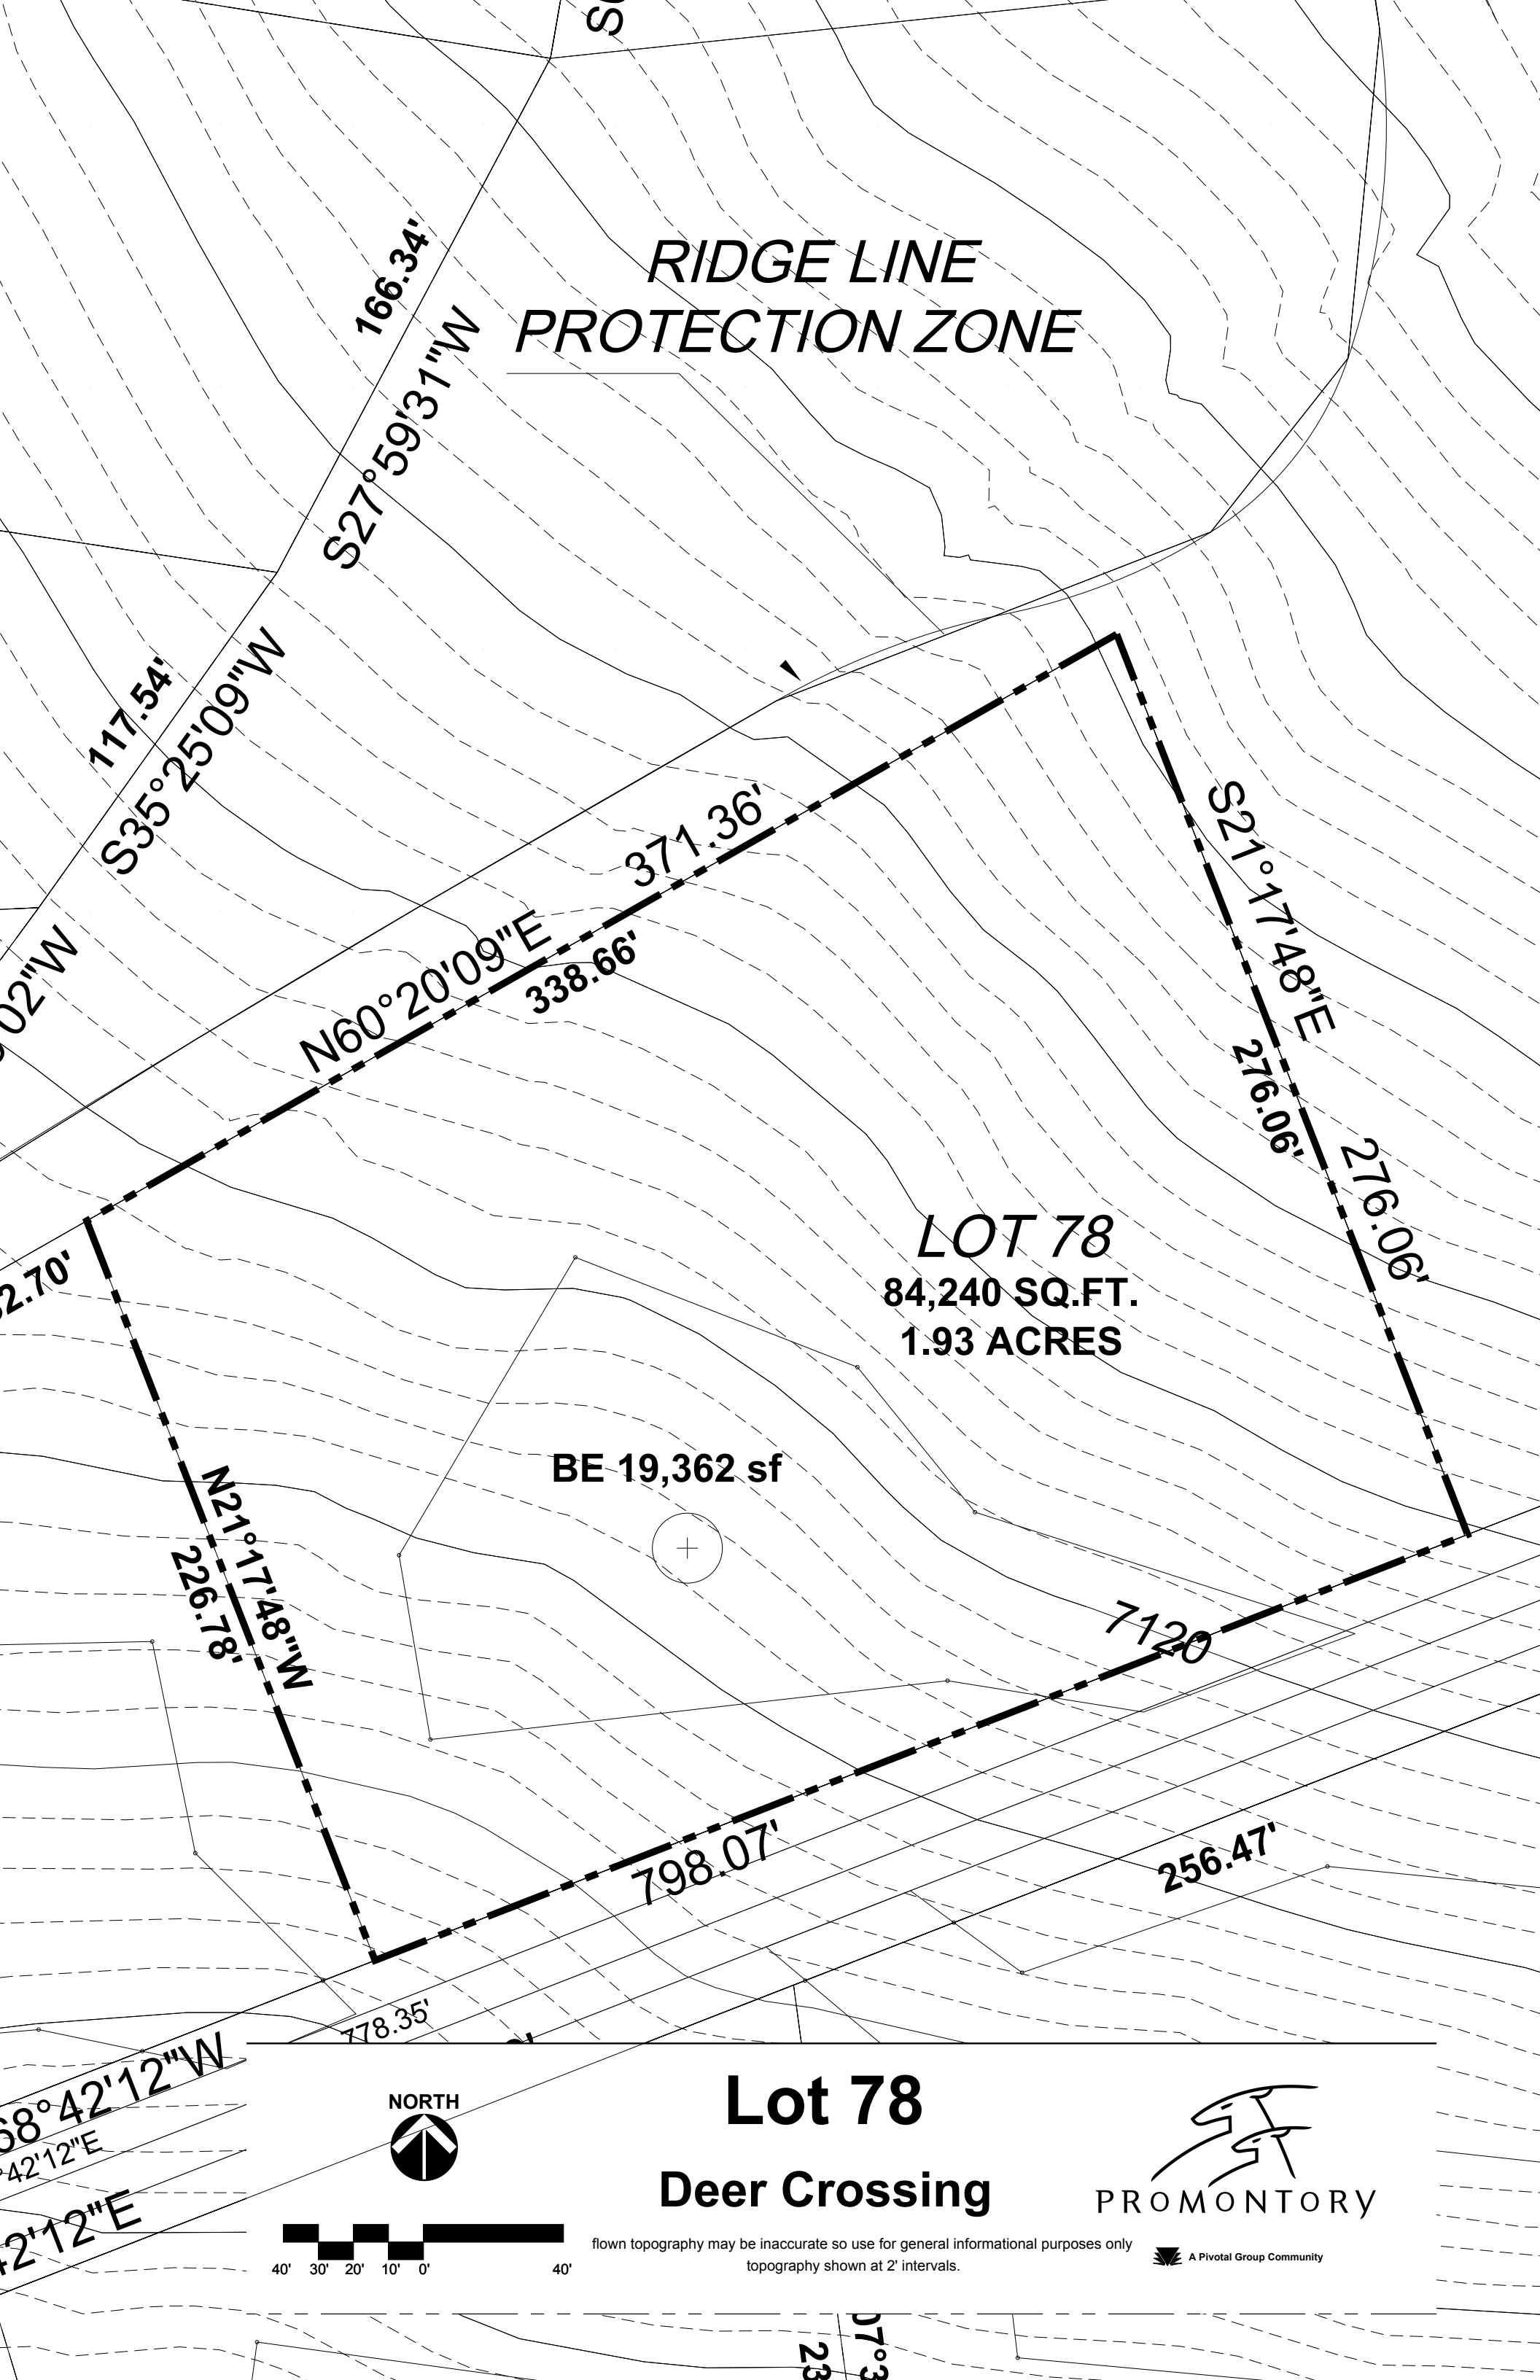 166.34'
S27°59'31"W
RIDGE LINE
PROTECTION ZONE
117.54'
S35°25'09"W
02"W
371.36'
N60°20'09"E
338.66'
S21°17'48"E
276.06'
276.06'
2.70'
LOT 78
84,240 SQ.FT.
1.93 ACRES
BE 19,362 sf
N21°17'48"W
226.78'
7120
798.07'
256.47'
778.35'
68°42'12"W
°42'12"E
42'12"E
NORTH
Lot 78
Deer Crossing
PROMONTORY
A Pivotal Group Community
40' 30' 20' 10' 0' 40'
flown topography may be inaccurate so use for general informational purposes only
topography shown at 2' intervals.
07°3
23